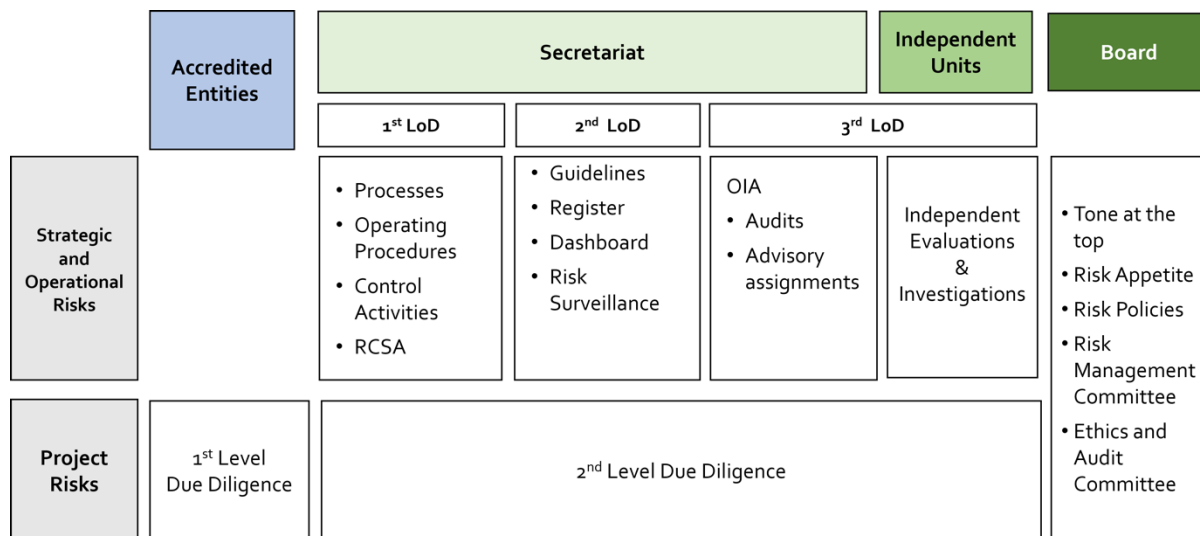 Accredited
Entities
Secretariat
Independent
Units
Board
1st LoD
2nd LoD
3rd LoD
Strategic
and
Operational
Risks
• Processes
• Operating
Procedures
• Control
Activities
• RCSA
• Guidelines
• Register
• Dashboard
• Risk
Surveillance
OIA
• Audits
• Advisory
assignments
Independent
Evaluations
&
Investigations
• Tone at the
top
• Risk Appetite
• Risk Policies
• Risk
Management
Committee
• Ethics and
Audit
Committee
Project
Risks
1st Level
Due Diligence
2nd Level Due Diligence